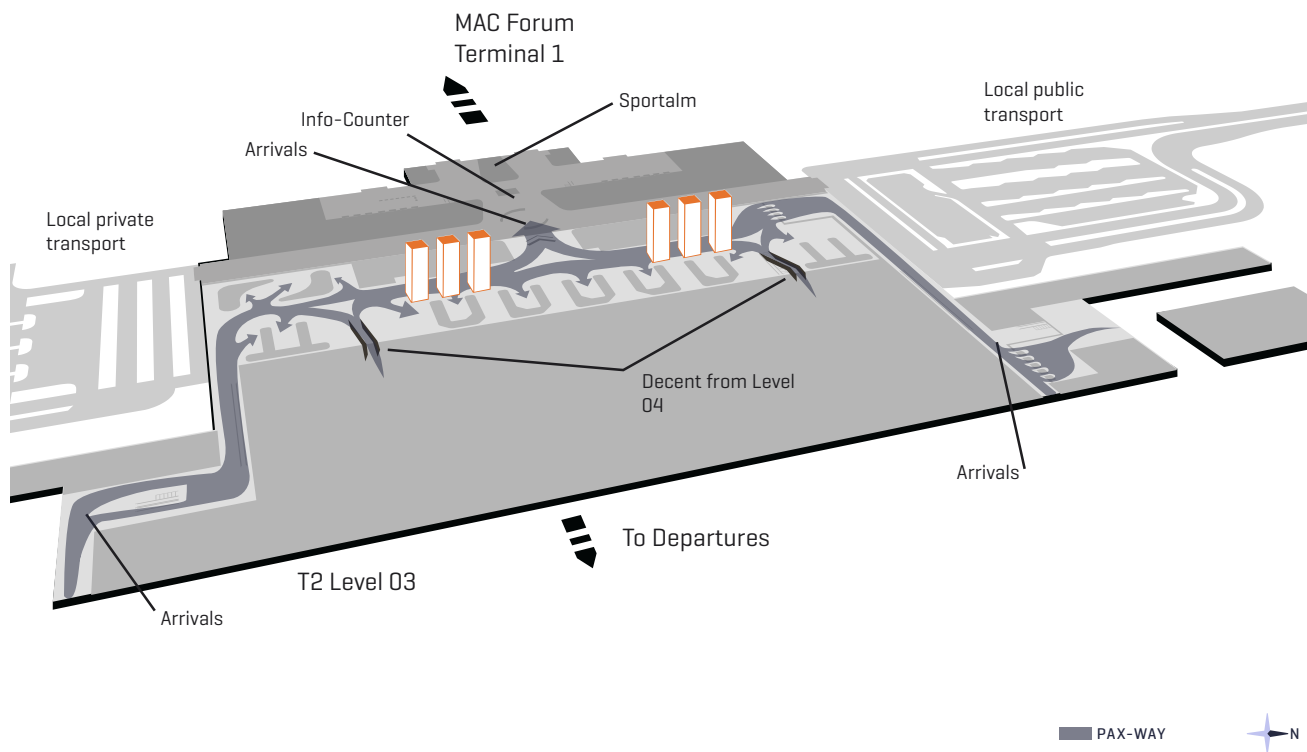 MAC Forum
Terminal 1
Sportalm
Info-Counter
Arrivals
Local public
transport
Local private
transport
Decent from Level
04
Arrivals
To Departures
T2 Level 03
Arrivals
PAX-WAY
N